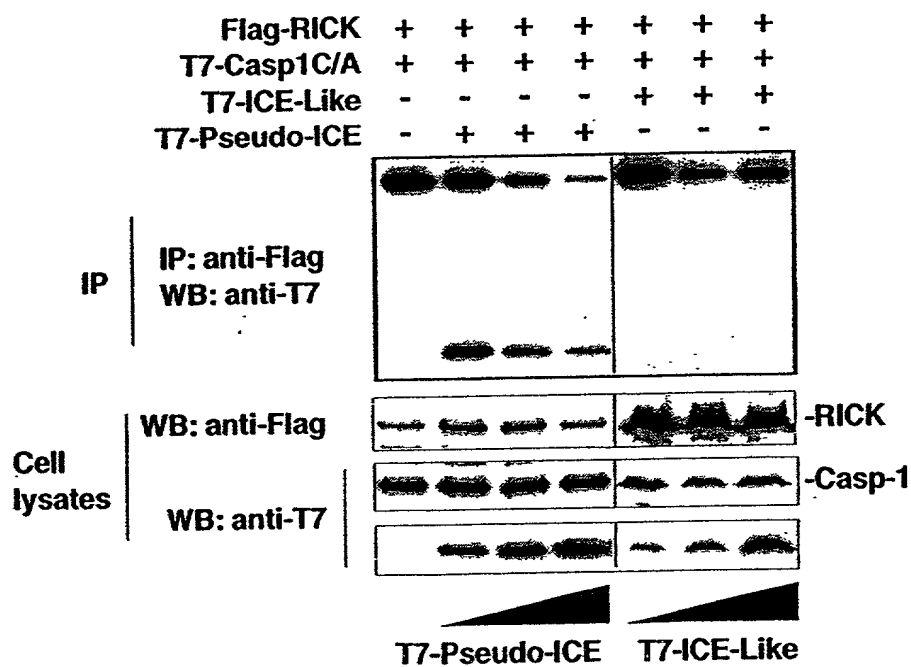 Flag-RICK + + + + + + +
T7-Casp1C/A + + + + + + +
T7-ICE-Like - - - - + + +
T7-Pseudo-ICE - + + + - - -
IP
IP: anti-Flag
WB: anti-T7
WB: anti-Flag
-RICK
Cell
lysates
-Casp-1
WB: anti-T7
T7-Pseudo-ICE T7-ICE-Like